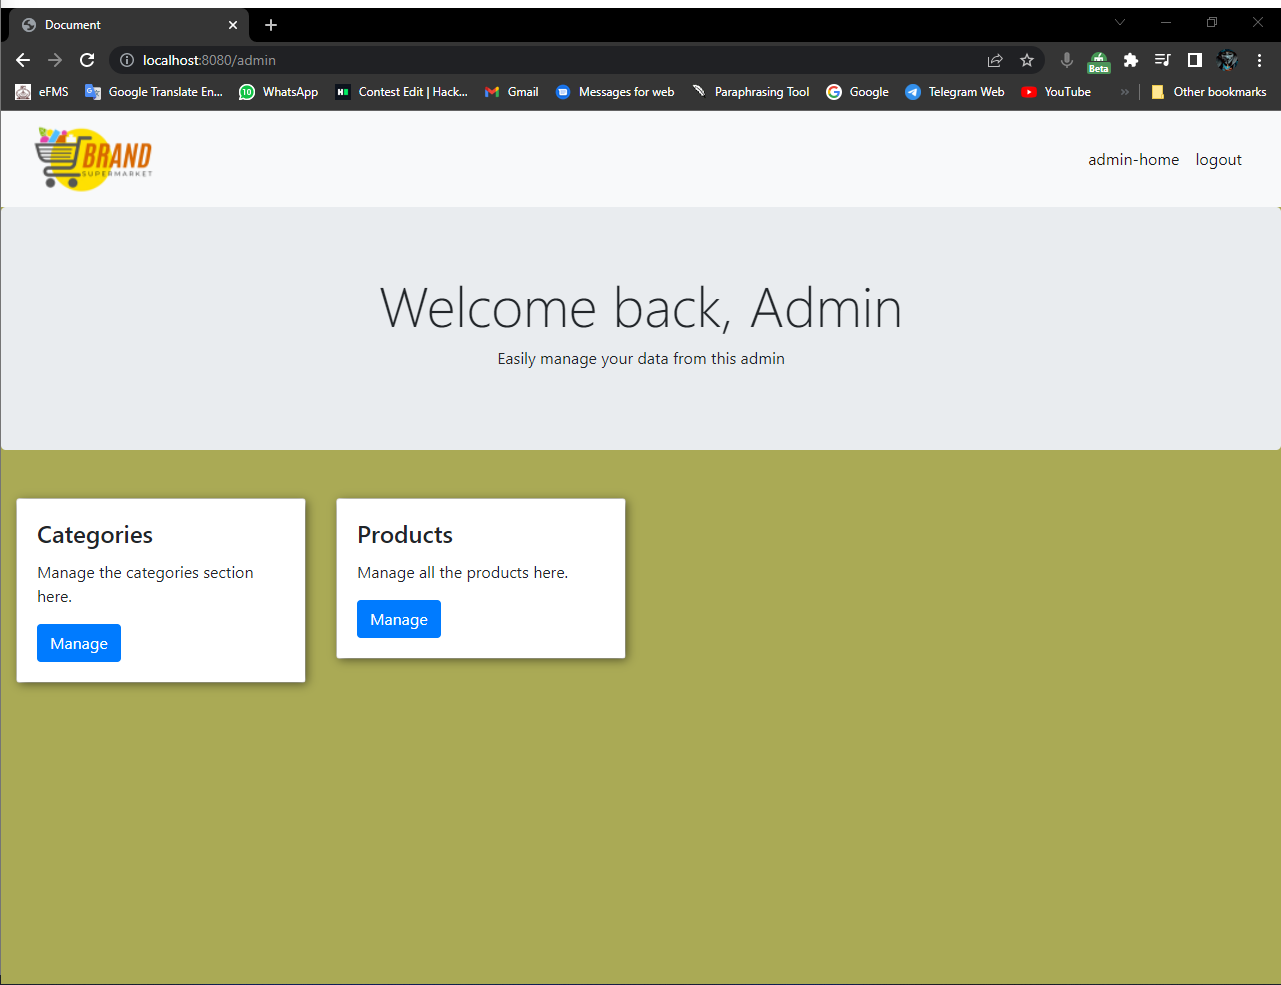 Document
localhost:8080/admin
Beta
eFMS
Google Translate En...
10
WhatsApp
Contest Edit | Hack...
Gmail
Messages for web
Paraphrasing Tool
Google
Telegram Web
YouTube
»
Other bookmarks
BRAND
SUPERMARKET
admin-home logout
Welcome back, Admin
Easily manage your data from this admin
Categories
Manage the categories section
here.
Manage
Products
Manage all the products here.
Manage